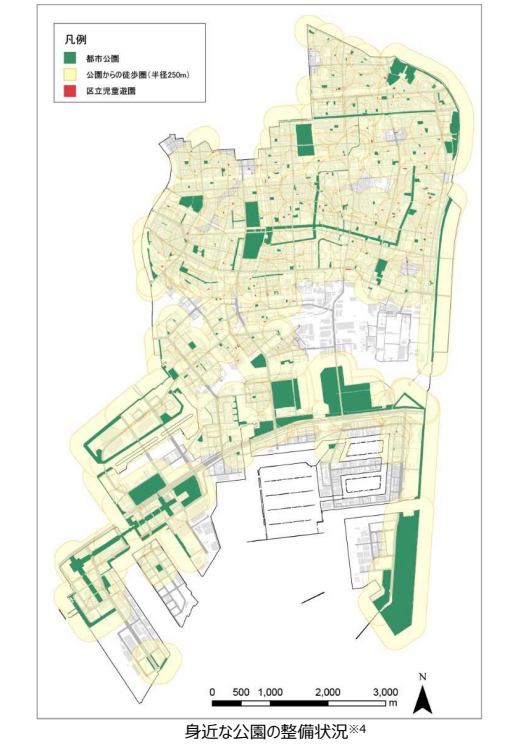 凡例
都市公園
公園からの徒歩圏(半径250m)
区立児童遊園
N
0 500 1,000 2,000 3,000
m
身近な公園の整備状況※4